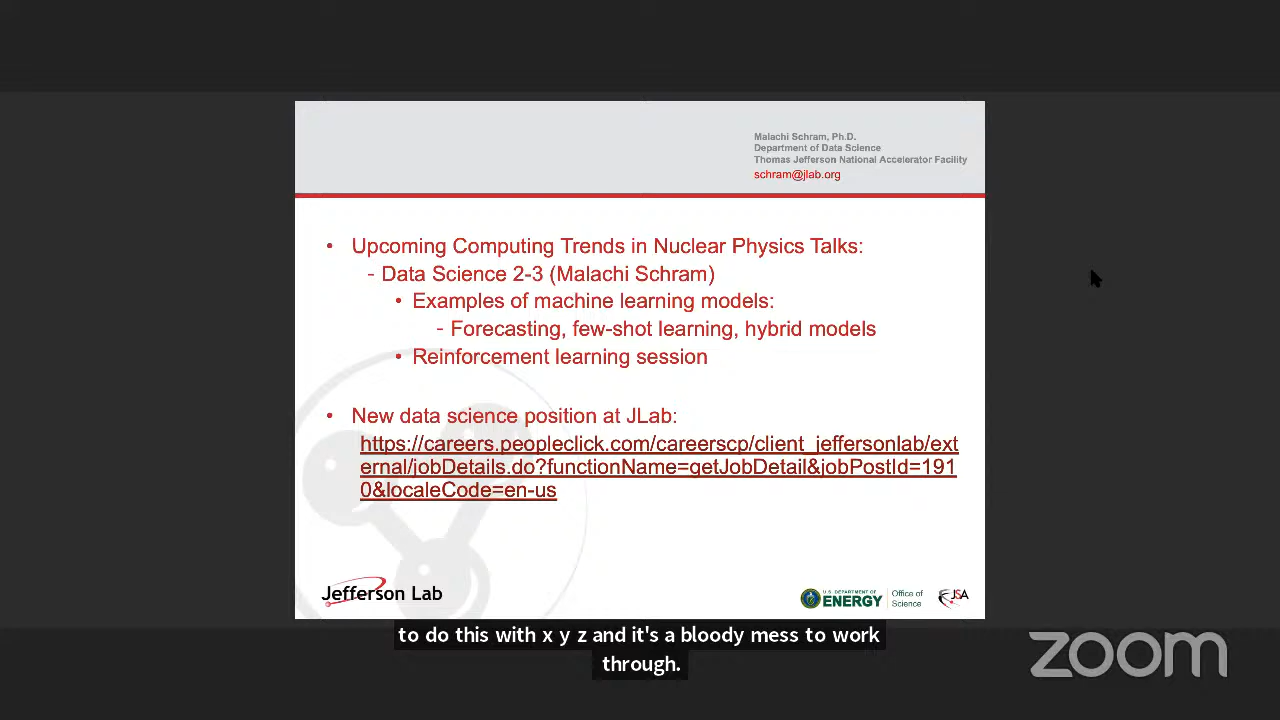 Malachi Schram, Ph.D.
Department of Data Science
Thomas Jefferson National Accelerator Facility
schram@jlab.org
• Upcoming Computing Trends in Nuclear Physics Talks:
- Data Science 2-3 (Malachi Schram)
• Examples of machine learning models:
- Forecasting, few-shot learning, hybrid models
• Reinforcement learning session
• New data science position at JLab:
https://careers.peopleclick.com/careerscp/client_jeffersonlab/ext
ernal/jobDetails.do?functionName=getJobDetail&jobPostId=191
0&localeCode=en-us
Jefferson Lab
U.S. DEPARTMENT OF
ENERGY
Office of
Science
JSA
to do this with x y z and it's a bloody mess to work
through.
zoom